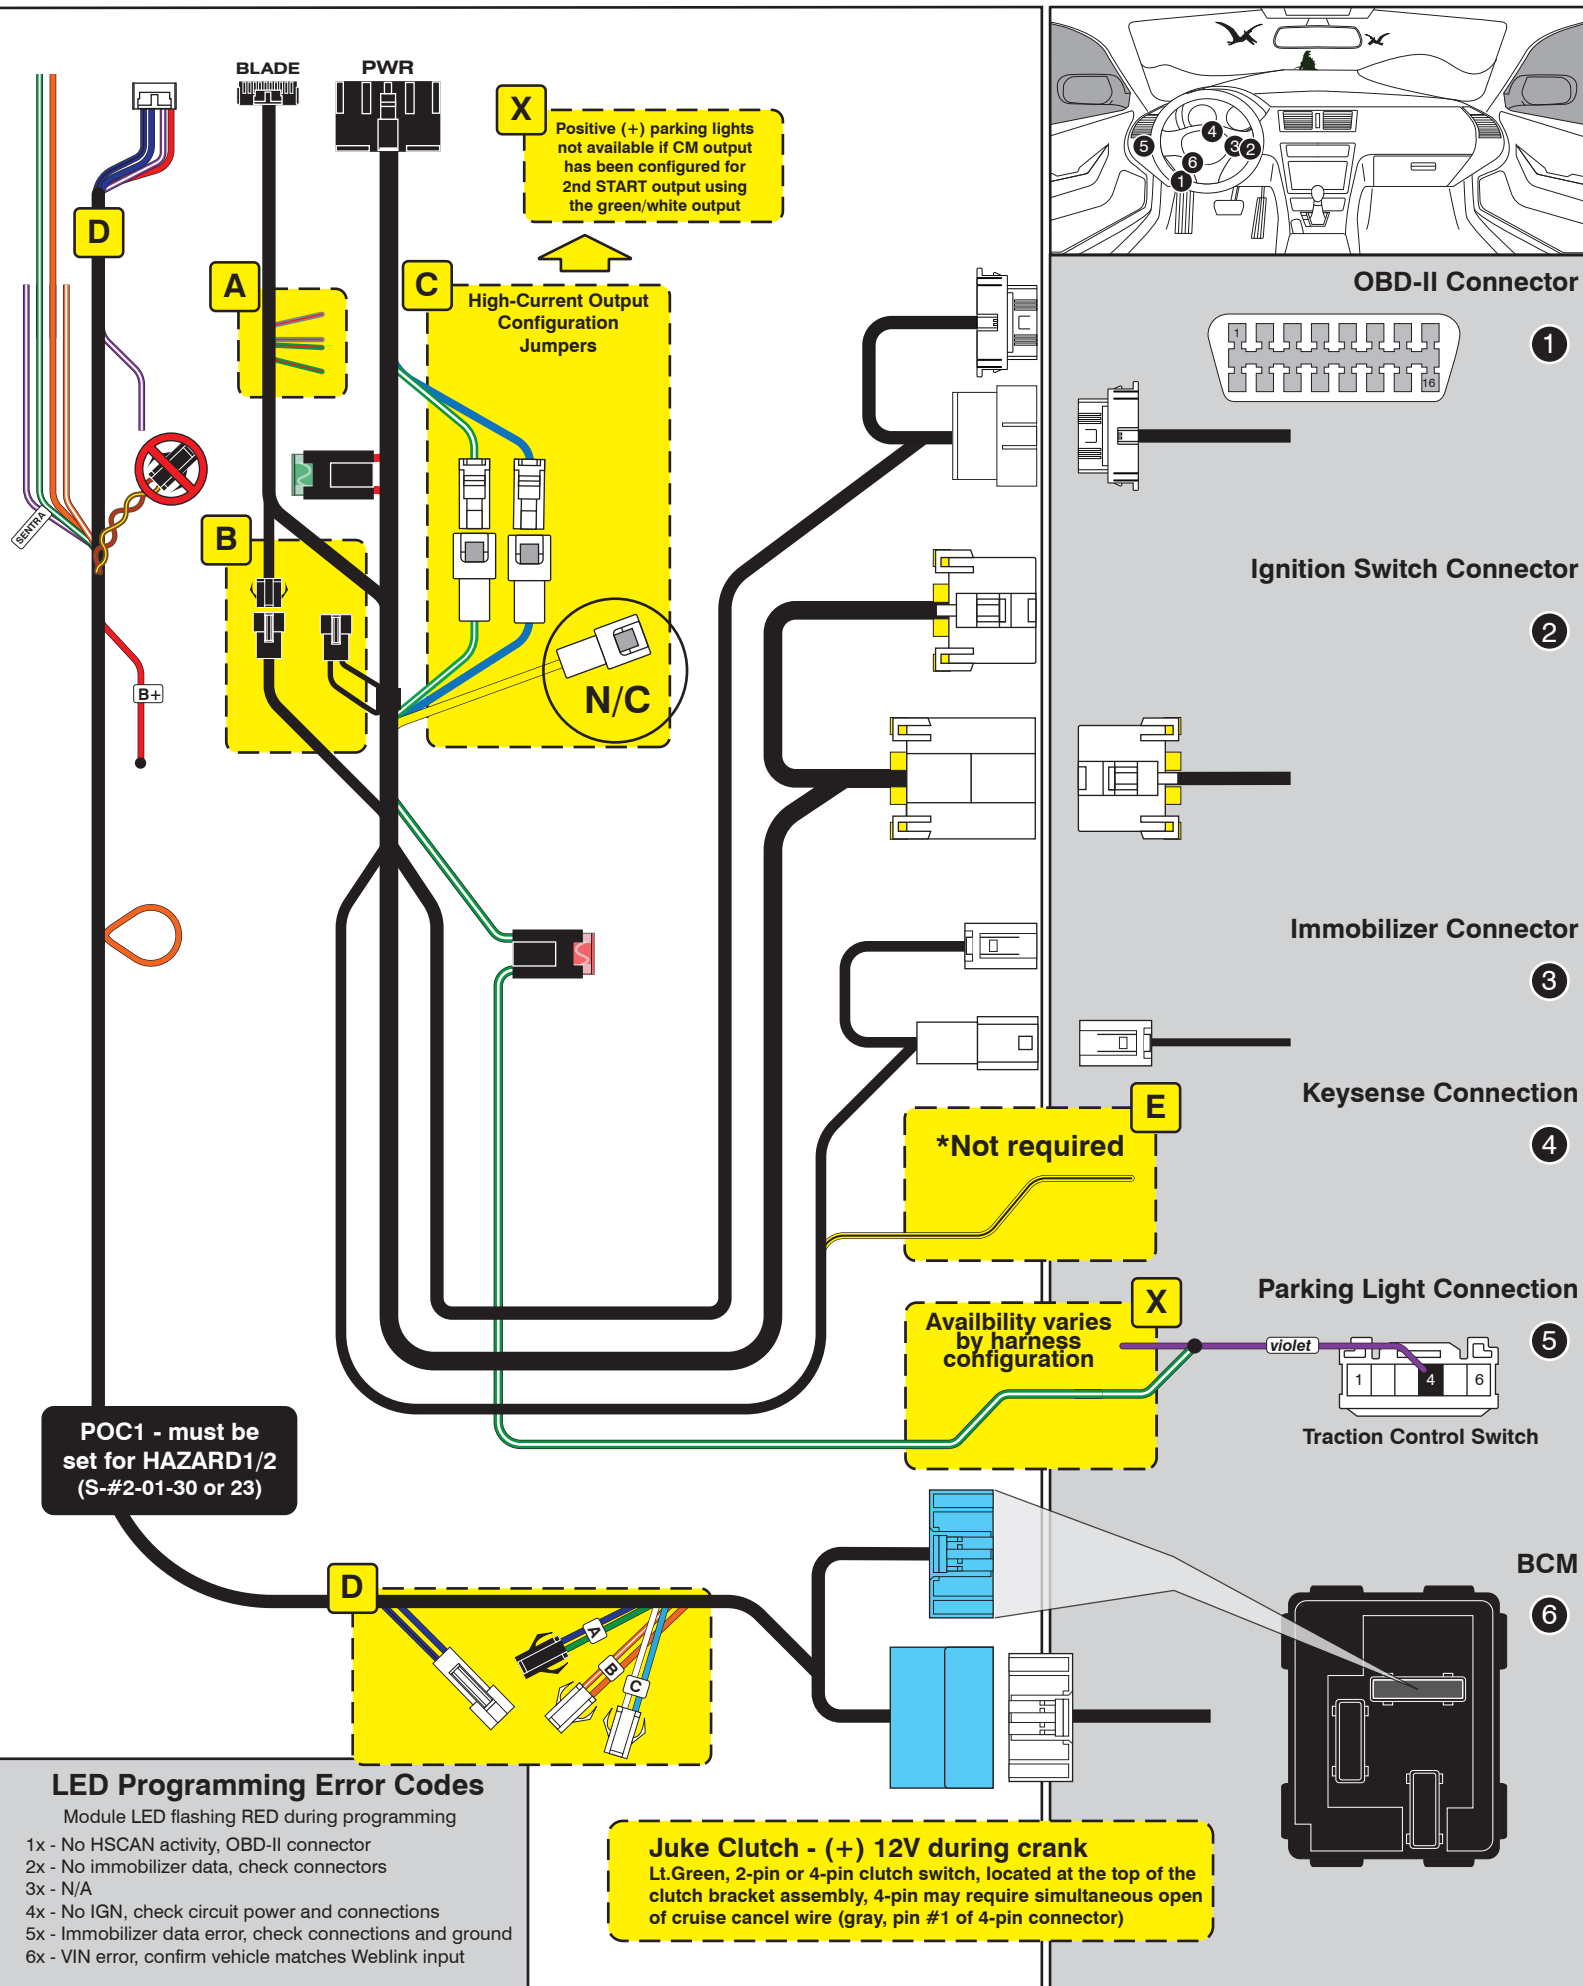 BLADE
PWR
X
Positive (+) parking lights
not available if CM output
has been configured for
2nd START output using
the green/white output
D
A
C
High-Current Output
Configuration
Jumpers
B
SENTRA
B+
N/C
4
5
3
2
6
1
OBD-II Connector
1
1
16
Ignition Switch Connector
2
Immobilizer Connector
3
Keysense Connection
4
E
*Not required
Parking Light Connection
5
X
Availbility varies
by harness
configuration
violet
1
4
6
Traction Control Switch
POC1 - must be
set for HAZARD1/2
(S-#2-01-30 or 23)
BCM
6
D
A
B
C
LED Programming Error Codes
Module LED flashing RED during programming
1x - No HSCAN activity, OBD-II connector
2x - No immobilizer data, check connectors
3x - N/A
4x - No IGN, check circuit power and connections
5x - Immobilizer data error, check connections and ground
6x - VIN error, confirm vehicle matches Weblink input
Juke Clutch - (+) 12V during crank
Lt.Green, 2-pin or 4-pin clutch switch, located at the top of the
clutch bracket assembly, 4-pin may require simultaneous open
of cruise cancel wire (gray, pin #1 of 4-pin connector)